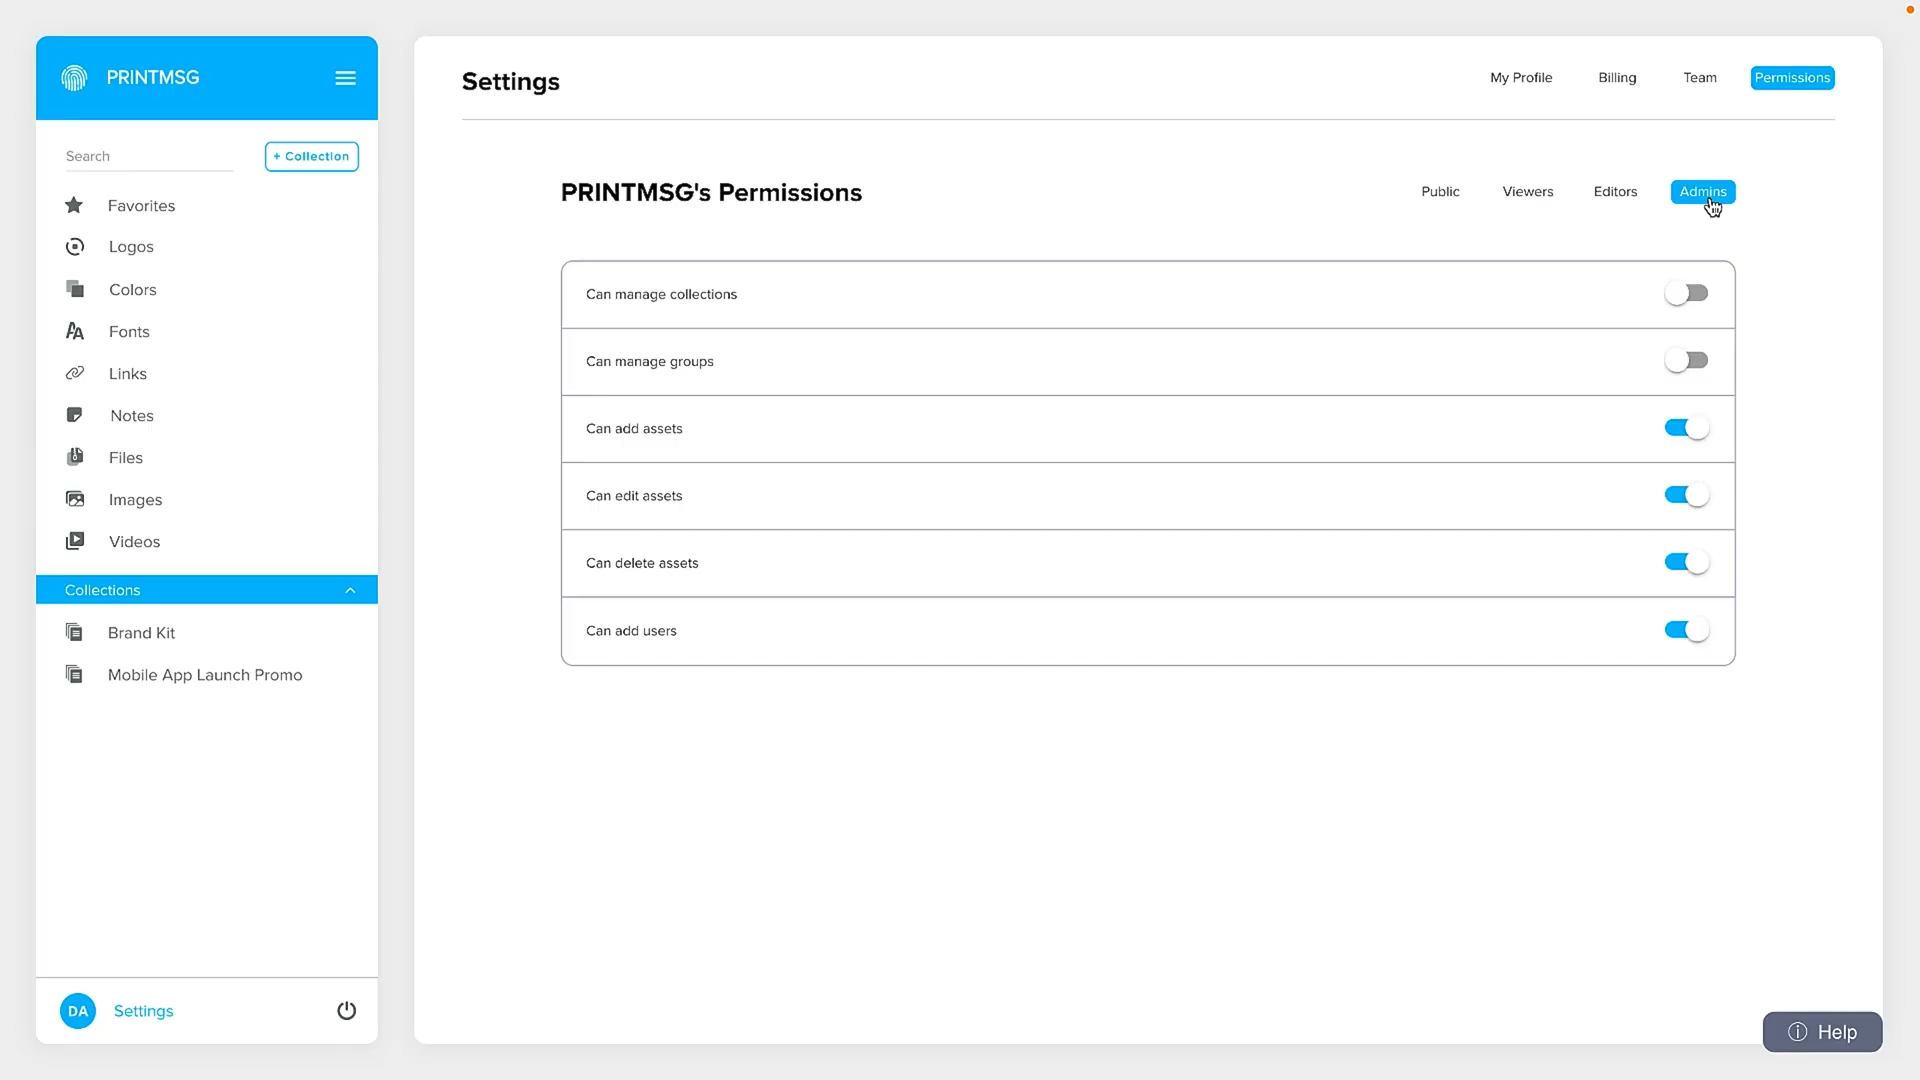 PRINTMSG
Search
+ Collection
Favorites
Logos
Colors
Fonts
Links
Notes
Files
Images
Videos
Collections
Brand Kit
Mobile App Launch Promo
DA
Settings
Settings
My Profile
Billing
Team
Permissions
PRINTMSG's Permissions
Public
Viewers
Editors
Admins
Can manage collections
Can manage groups
Can add assets
Can edit assets
Can delete assets
Can add users
Help